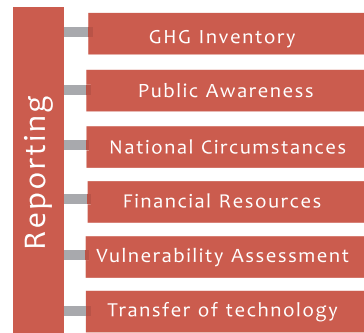 Reporting
GHG Inventory
Public Awareness
National Circumstances
Financial Resources
Vulnerability Assessment
Transfer of technology